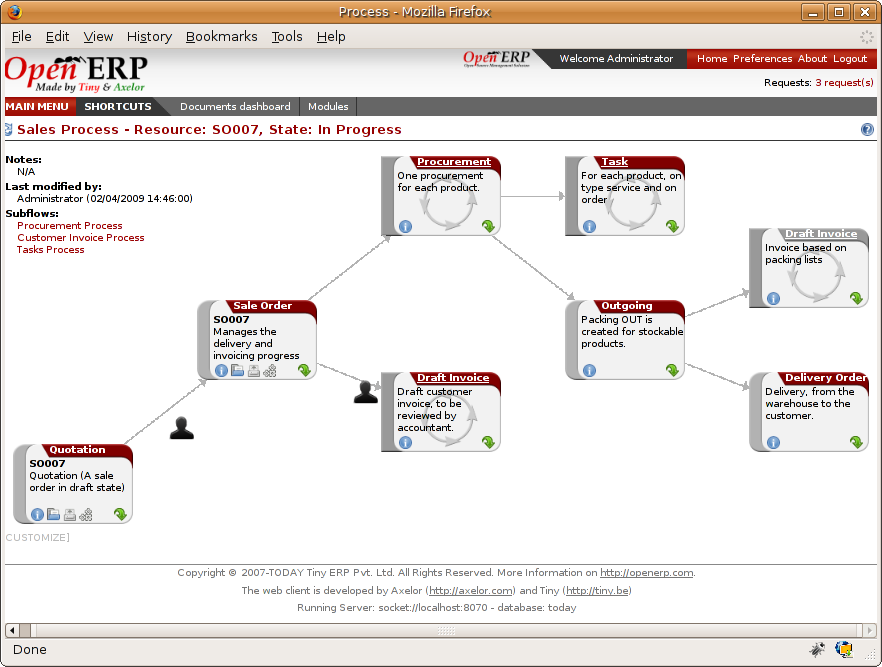 Process - Mozilla Firefox
File Edit View History Bookmarks Tools Help
Open ERP
Made by Tiny & Axelor
Open ERP
Welcome Administrator
Home Preferences About Logout
Requests: 3 request(s)
MAIN MENU SHORTCUTS Documents dashboard Modules
Sales Process - Resource: SO007, State: In Progress
Notes:
N/A
Last modified by:
Administrator (02/04/2009 14:46:00)
Subflows:
Procurement Process
Customer Invoice Process
Tasks Process
Procurement
One procurement
for each product.
Task
For each product, on
type service and on
order
Draft Invoice
Invoice based on
packing lists
Sale Order
SO007
Manages the
delivery and
invoicing progress
Outgoing
Packing OUT is
created for stockable
products.
Draft Invoice
Draft customer
invoice, to be
reviewed by
accountant.
Delivery Order
Delivery, from the
warehouse to the
customer.
Quotation
SO007
Quotation (A sale
order in draft state)
CUSTOMIZE]
Copyright © 2007-TODAY Tiny ERP Pvt. Ltd. All Rights Reserved. More Information on http://openerp.com.
The web client is developed by Axelor (http://axelor.com) and Tiny (http://tiny.be)
Running Server: socket://localhost:8070 - database: today
Done